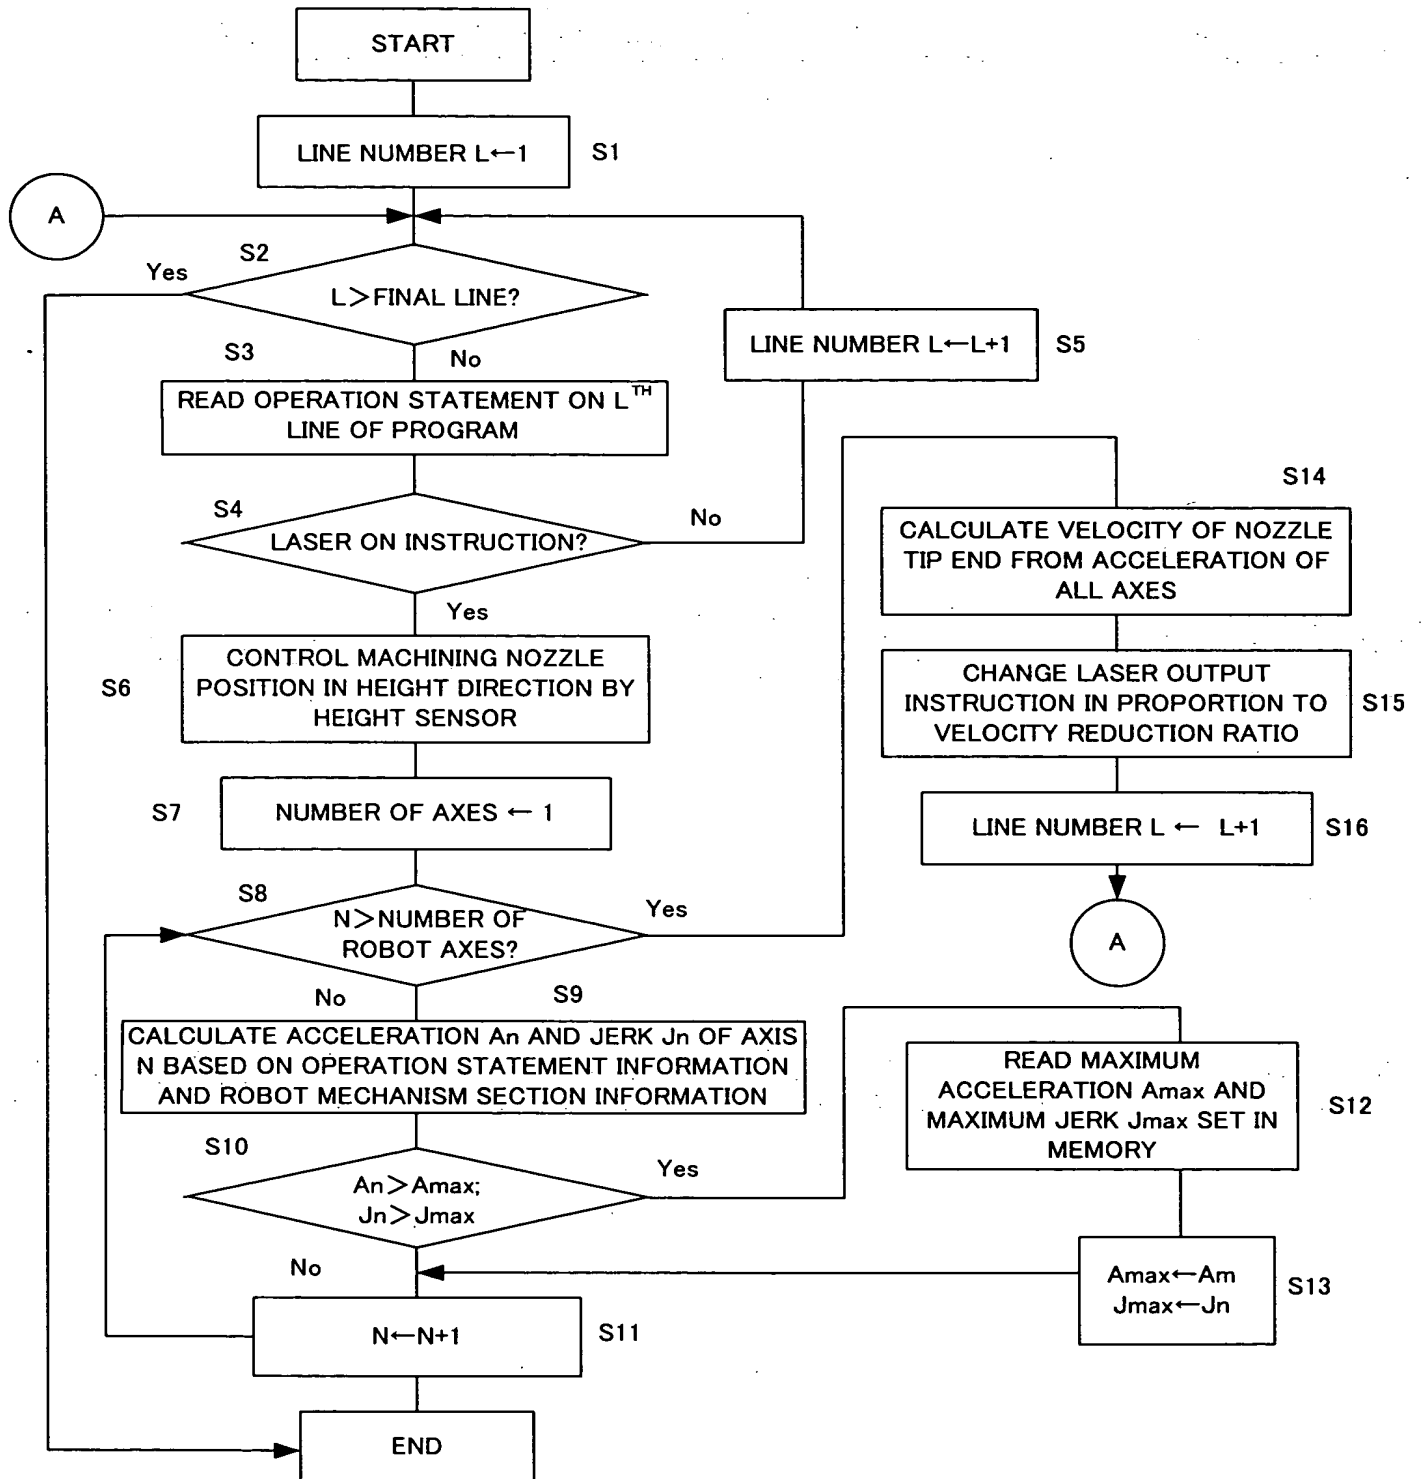 START
LINE NUMBER L←1
S1
A
S2
Yes
L>FINAL LINE?
S3
No
LINE NUMBER L←L+1
S5
READ OPERATION STATEMENT ON L TH
LINE OF PROGRAM
S4
No
LASER ON INSTRUCTION?
Yes
S6
CONTROL MACHINING NOZZLE
POSITION IN HEIGHT DIRECTION BY
HEIGHT SENSOR
S7
NUMBER OF AXES ← 1
S8
N>NUMBER OF
ROBOT AXES?
Yes
No
S9
CALCULATE ACCELERATION An AND JERK Jn OF AXIS
N BASED ON OPERATION STATEMENT INFORMATION
AND ROBOT MECHANISM SECTION INFORMATION
S10
An>Amax;
Jn>Jmax
Yes
No
N←N+1
S11
END
S14
CALCULATE VELOCITY OF NOZZLE
TIP END FROM ACCELERATION OF
ALL AXES
CHANGE LASER OUTPUT
INSTRUCTION IN PROPORTION TO
VELOCITY REDUCTION RATIO
S15
LINE NUMBER L ← L+1
S16
A
READ MAXIMUM
ACCELERATION Amax AND
MAXIMUM JERK Jmax SET IN
MEMORY
S12
Amax←Am
Jmax←Jn
S13